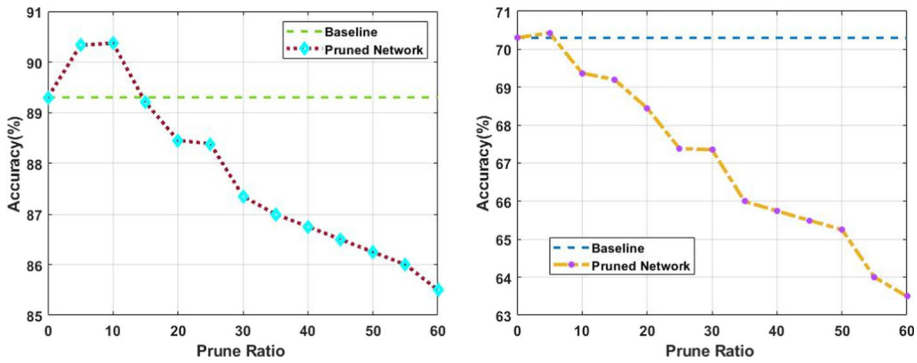 91
90
89
88
87
86
85
Accuracy(%)
0 10 20 30 40 50 60
Prune Ratio
Baseline
Pruned Network
71
70
69
68
67
66
65
64
63
Accuracy(%)
0 10 20 30 40 50 60
Prune Ratio
Baseline
Pruned Network